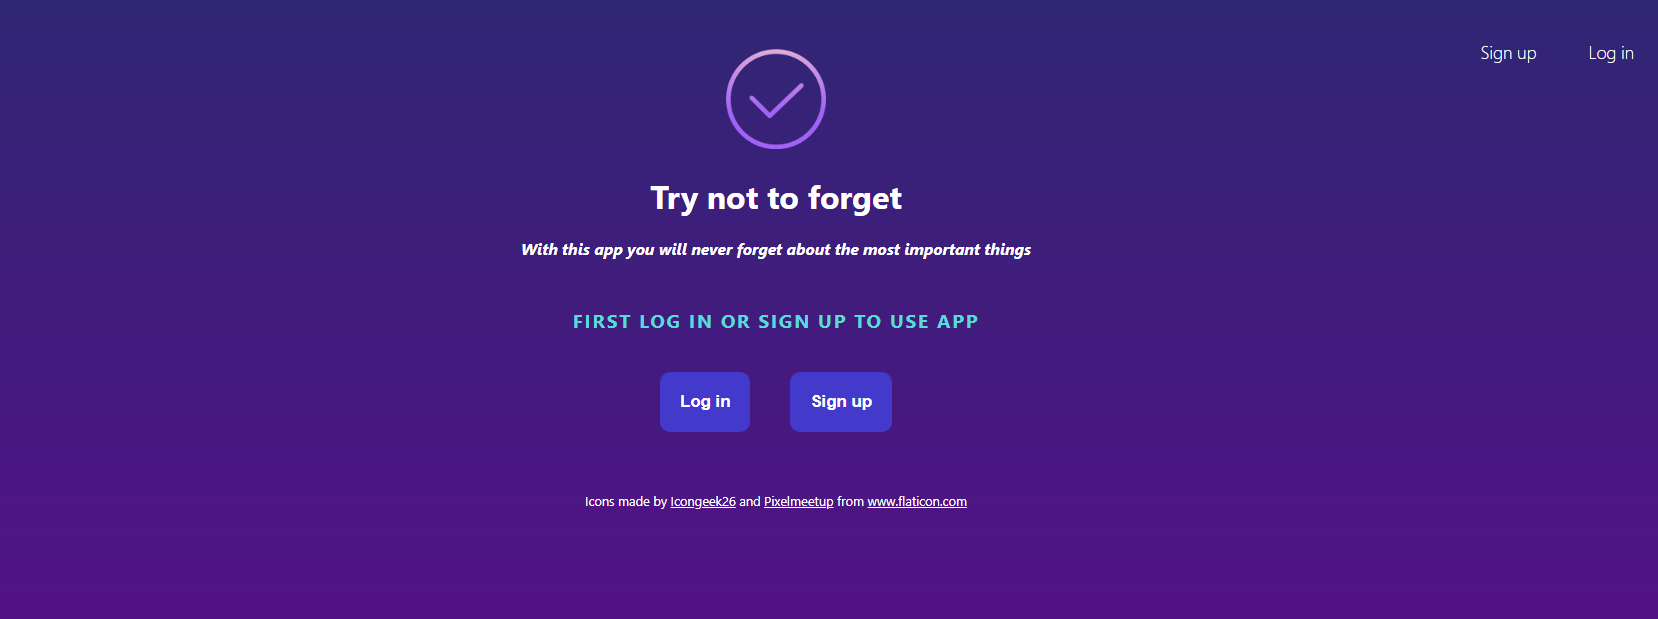 Sign up Log in
Try not to forget
With this app you will never forget about the most important things
FIRST LOG IN OR SIGN UP TO USE APP
Log in Sign up
Icons made by Icongeek26 and Pixelmeetup from www.flaticon.com